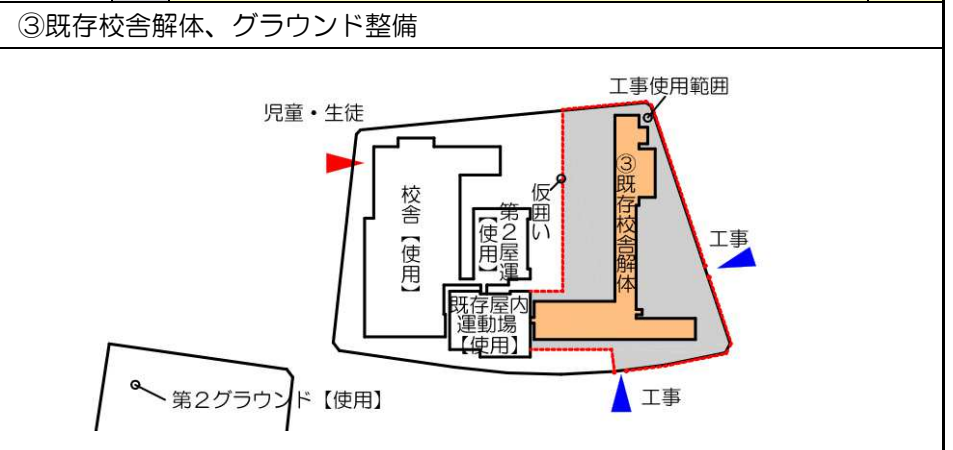 ③既存校舎解体、グラウンド整備
工事使用範囲
児童・生徒
③既存校舎解体
仮囲い
校舎【使用】
第2屋運
【使用】
工事
既存屋内
運動場
【使用】
工事
第2グラウンド【使用】